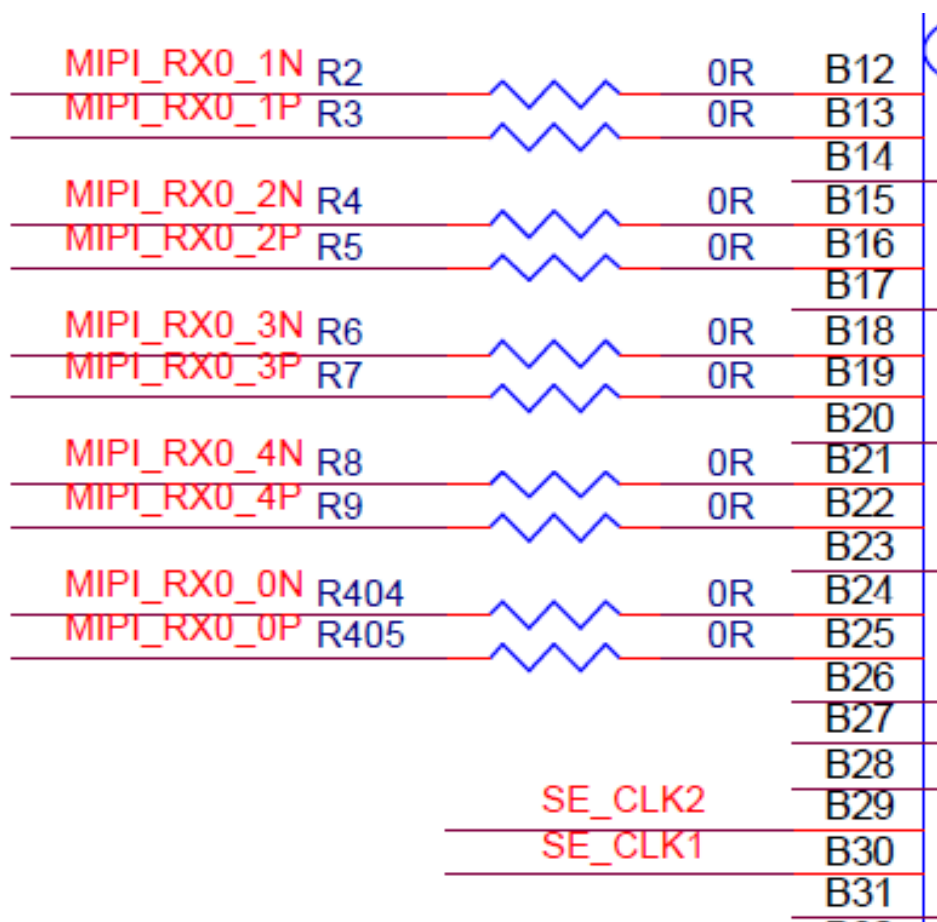 MIPI_RX0_1N R2 0R B12
MIPI_RX0_1P R3 0R B13
B14
MIPI_RX0_2N R4 0R B15
MIPI_RX0_2P R5 0R B16
B17
MIPI_RX0_3N R6 0R B18
MIPI_RX0_3P R7 0R B19
B20
MIPI_RX0_4N R8 0R B21
MIPI_RX0_4P R9 0R B22
B23
MIPI_RX0_0N R404 0R B24
MIPI_RX0_0P R405 0R B25
B26
B27
B28
SE_CLK2 B29
SE_CLK1 B30
B31